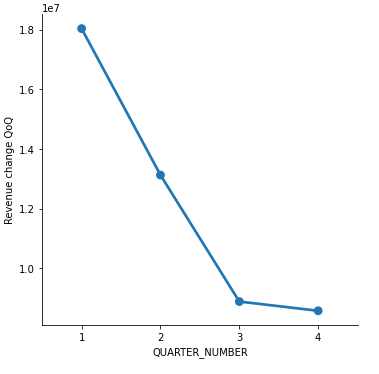 1e7
1.8
1.6
1.4
1.2
1.0
Revenue change QoQ
1 2 3 4
QUARTER_NUMBER